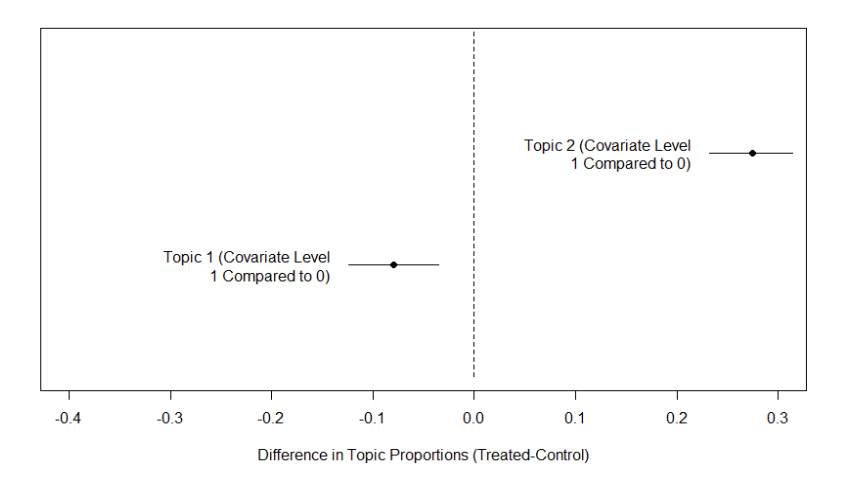 Topic 2 (Covariate Level
1 Compared to 0)
Topic 1 (Covariate Level
1 Compared to 0)
-0.4 -0.3 -0.2 -0.1 0.0 0.1 0.2 0.3
Difference in Topic Proportions (Treated-Control)